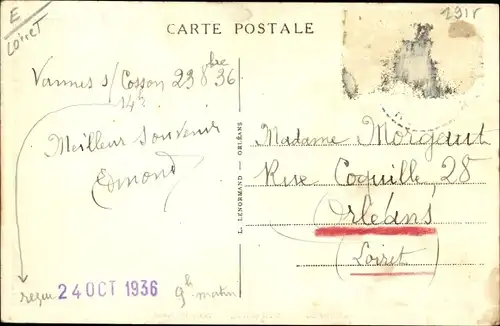 E
Loiret
CARTE POSTALE
Vannes s/ Cosson 23 8bre 36
14h
Meilleur souvenir
Edmond
L. LENORMAND — ORLÉANS
Madame Morgaut
Rue Coquille, 28
Orléans
(Loiret)
reçu 24 OCT 1936 9h matin